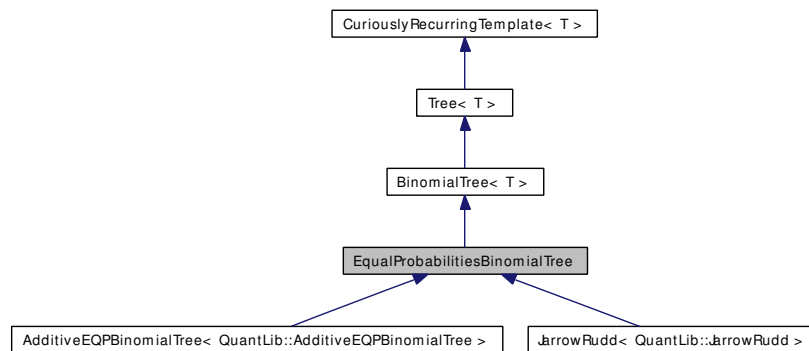 CuriouslyRecurringTemplate< T >
Tree< T >
BinomialTree< T >
EqualProbabilitiesBinomialTree
AdditiveEQPBinomialTree< QuantLib::AdditiveEQPBinomialTree >
JarrowRudd< QuantLib::JarrowRudd >